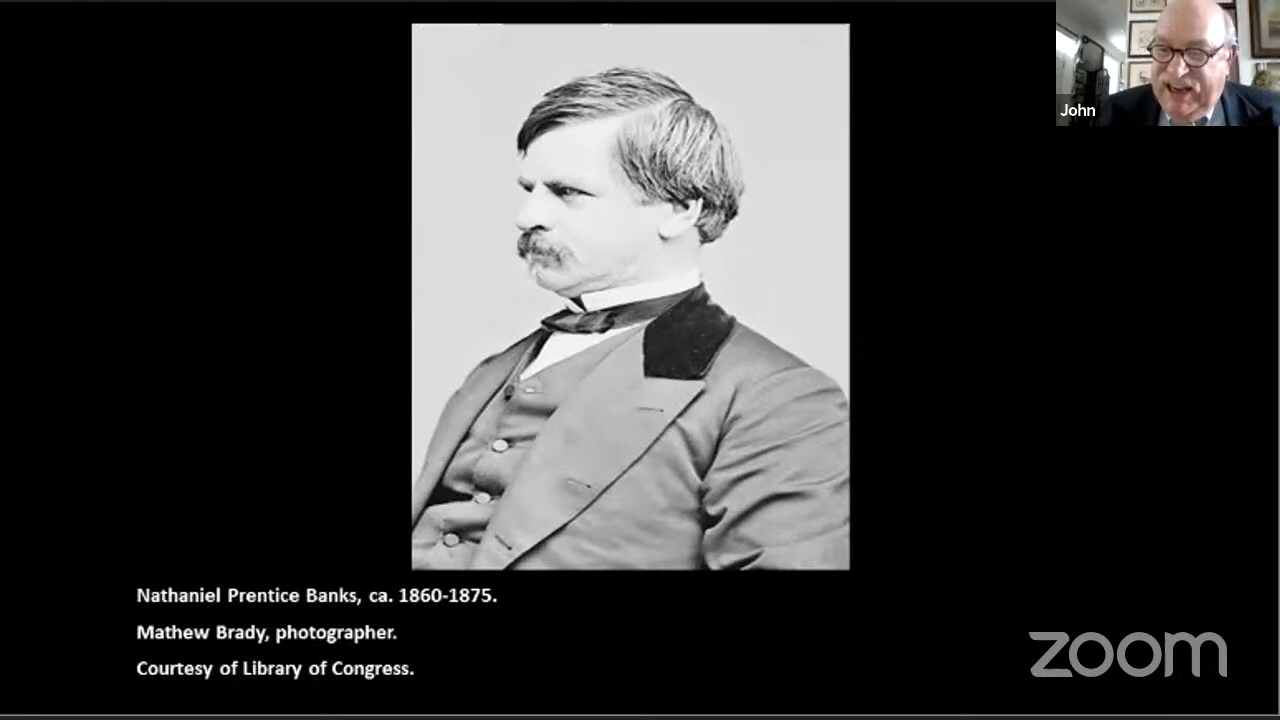 John
Nathaniel Prentice Banks, ca. 1860-1875.
Mathew Brady, photographer.
Courtesy of Library of Congress.
zoom